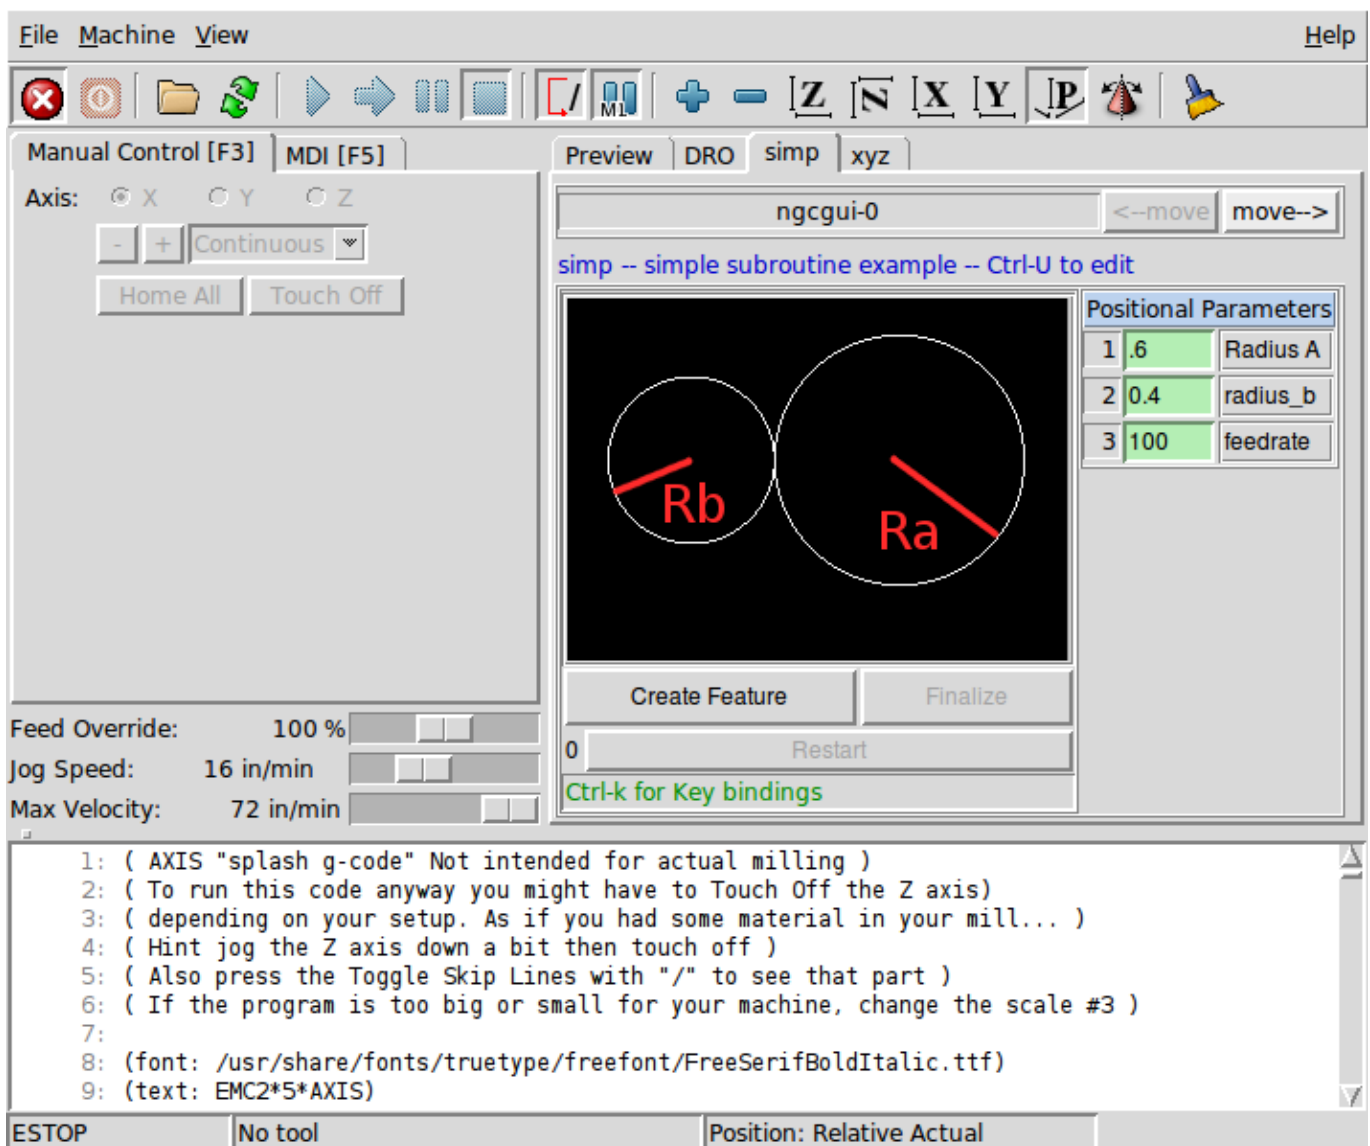 File Machine View Help
M1 Z N X Y P
Manual Control [F3] MDI [F5]
Preview DRO simp xyz
Axis: X Y Z
- + Continuous
Home All Touch Off
ngcgui-0 <--move move-->
simp -- simple subroutine example -- Ctrl-U to edit
Rb Ra
Positional Parameters
1 .6 Radius A
2 0.4 radius_b
3 100 feedrate
Create Feature Finalize
0 Restart
Ctrl-k for Key bindings
Feed Override: 100 %
Jog Speed: 16 in/min
Max Velocity: 72 in/min
1: ( AXIS "splash g-code" Not intended for actual milling )
2: ( To run this code anyway you might have to Touch Off the Z axis)
3: ( depending on your setup. As if you had some material in your mill... )
4: ( Hint jog the Z axis down a bit then touch off )
5: ( Also press the Toggle Skip Lines with "/" to see that part )
6: ( If the program is too big or small for your machine, change the scale #3 )
7:
8: (font: /usr/share/fonts/truetype/freefont/FreeSerifBoldItalic.ttf)
9: (text: EMC2*5*AXIS)
ESTOP No tool Position: Relative Actual